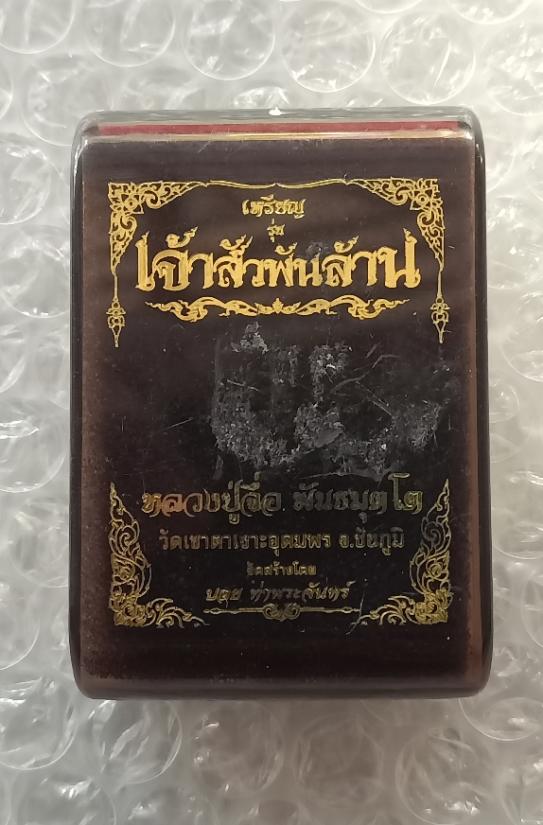 เหรียญ
รุ่น
เจ้าสัวพันล้าน
หลวงปู่จื่อ พันธมุตโต
วัดเขาตาเงาะอุดมพร จ.ชัยภูมิ
จัดสร้างโดย
บอย ท่าพระจันทร์